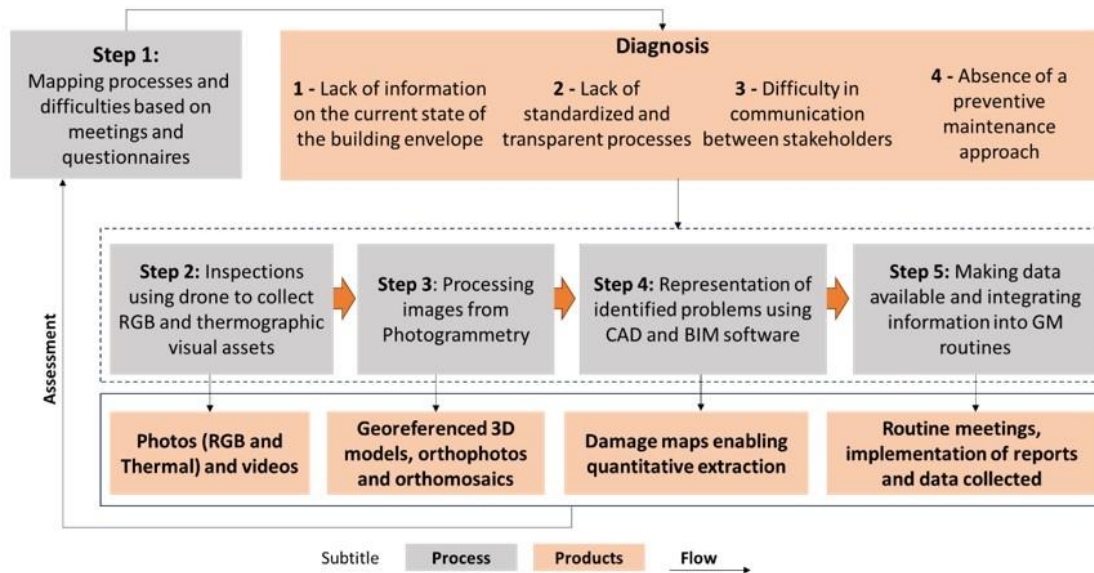 Step 1:
Mapping processes and
difficulties based on
meetings and
questionnaires
Diagnosis
1 - Lack of information
on the current state of
the building envelope
2 - Lack of
standardized and
transparent processes
3 - Difficulty in
communication
between stakeholders
4 - Absence of a
preventive
maintenance
approach
Assessment
Step 2: Inspections
using drone to collect
RGB and thermographic
visual assets
Step 3: Processing
images from
Photogrammetry
Step 4: Representation of
identified problems using
CAD and BIM software
Step 5: Making data
available and integrating
information into GM
routines
Photos (RGB and
Thermal) and videos
Georeferenced 3D
models, orthophotos
and orthomosaics
Damage maps enabling
quantitative extraction
Routine meetings,
implementation of reports
and data collected
Subtitle
Process
Products
Flow